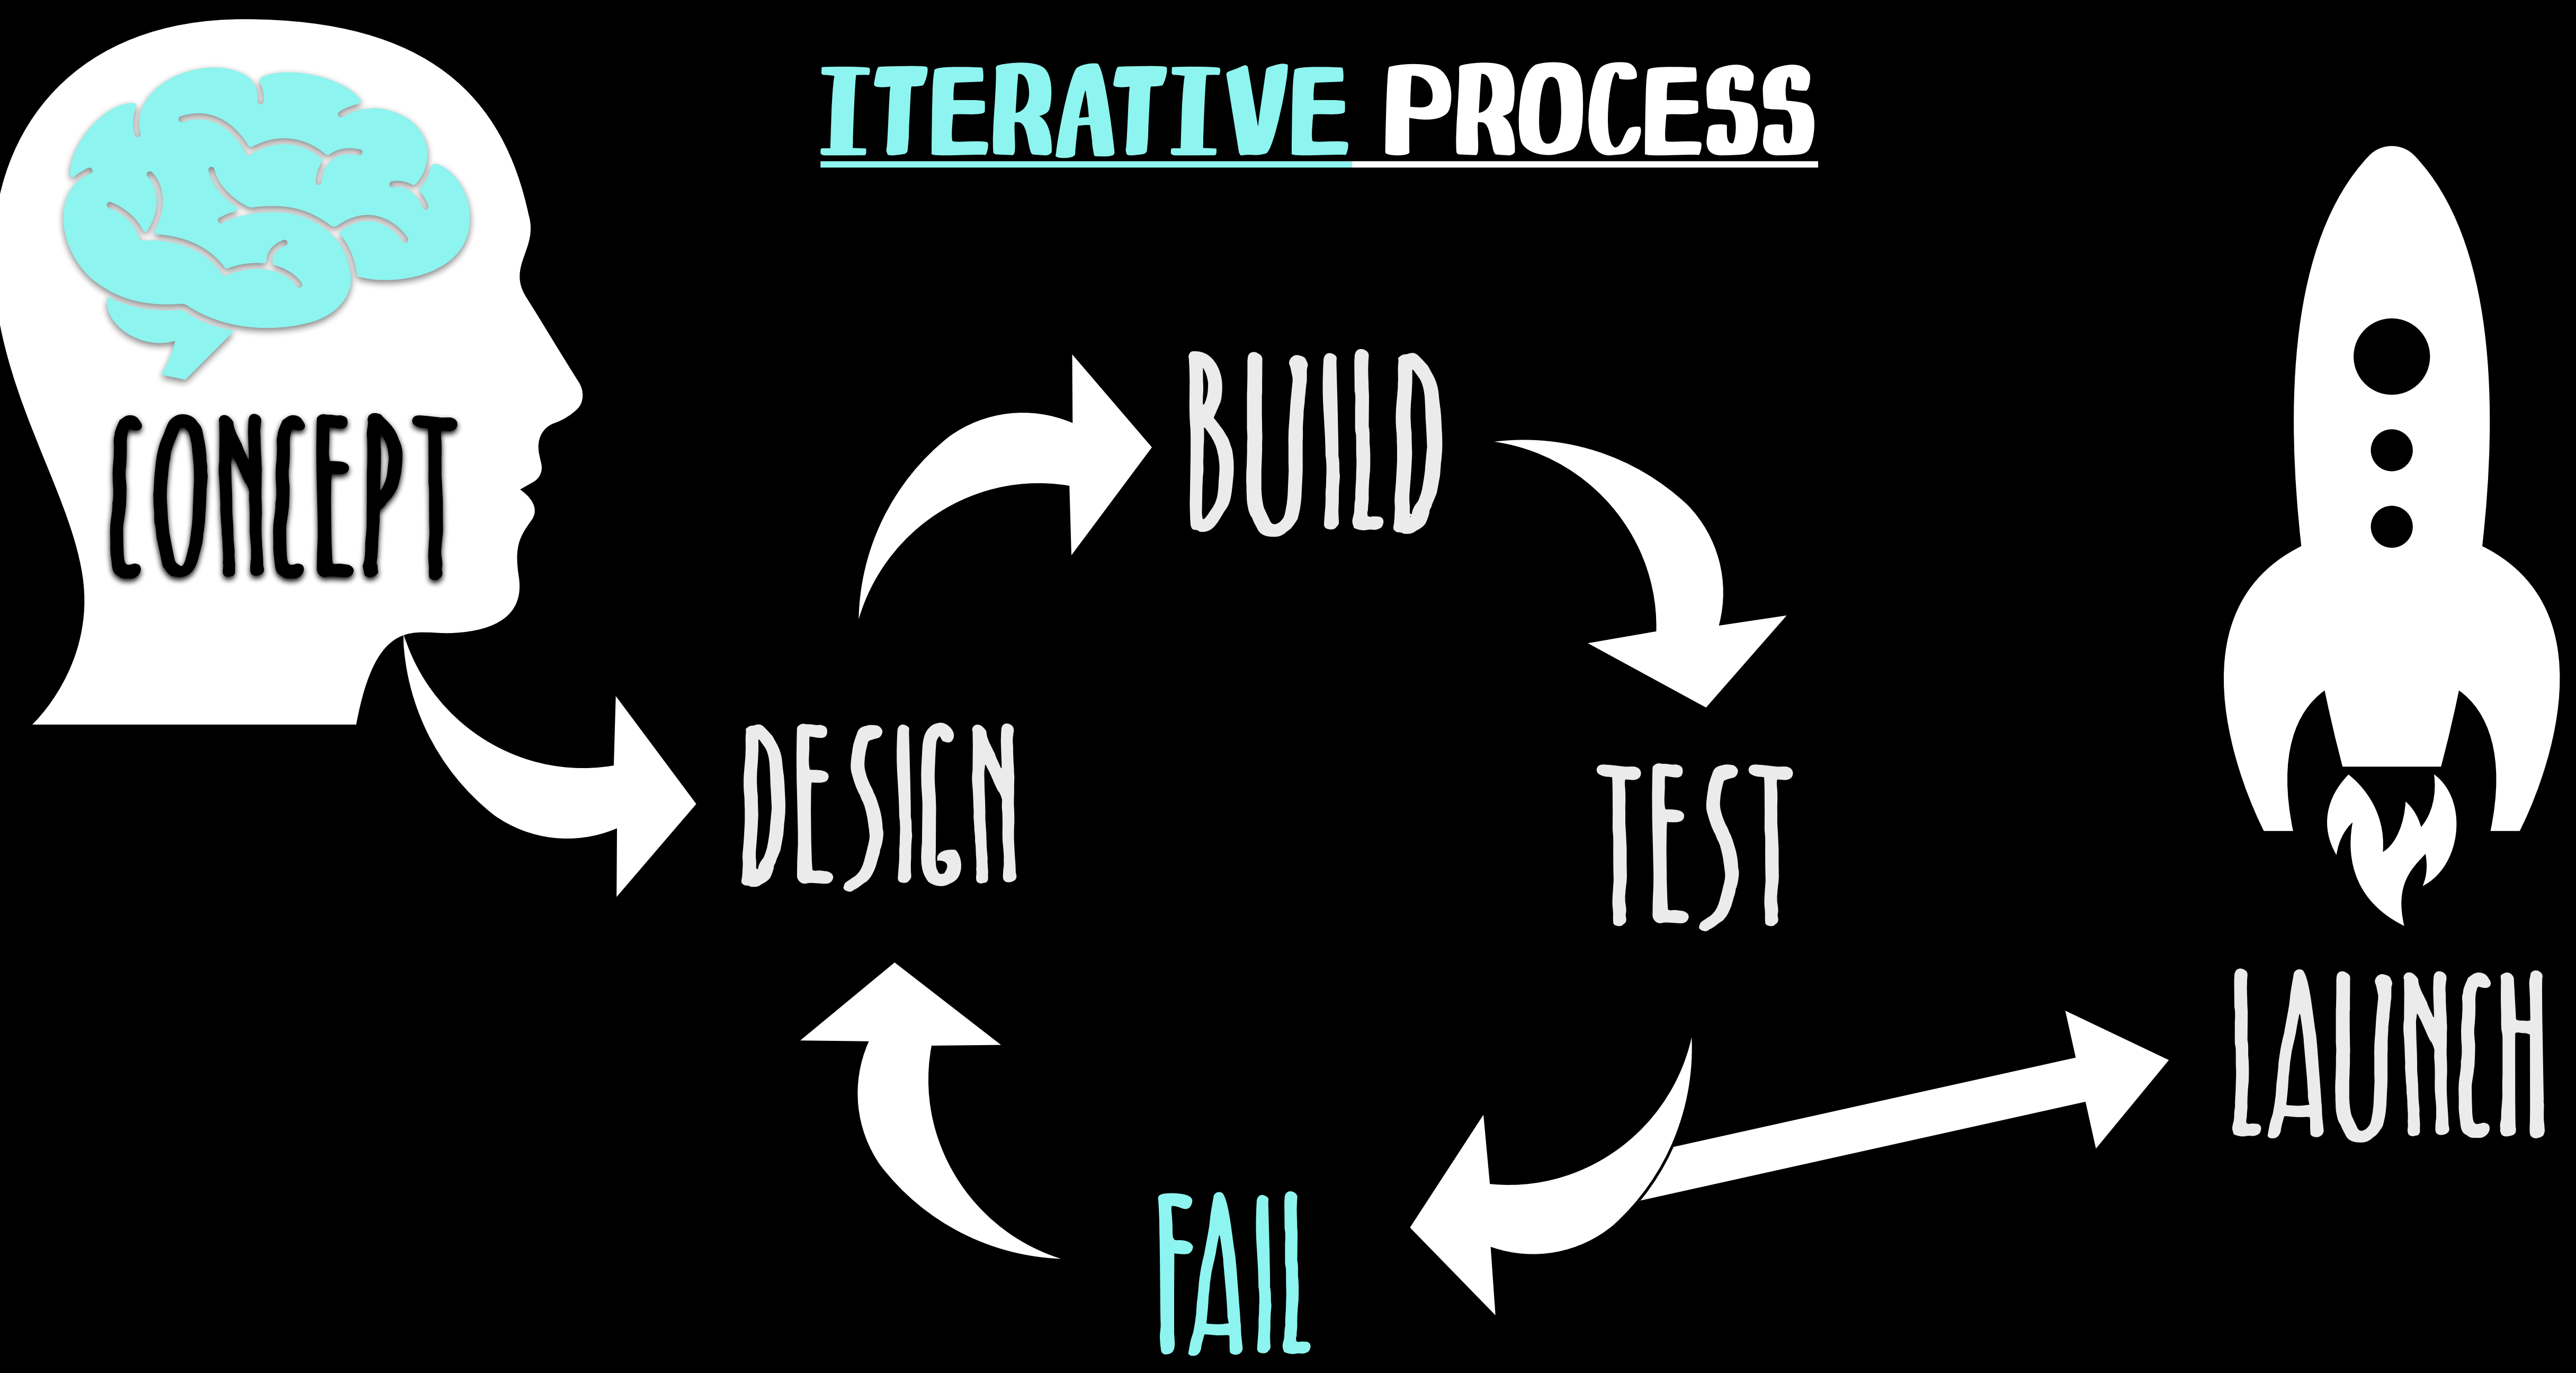 ITERATIVE PROCESS
CONCEPT
DESIGN
BUILD
TEST
FAIL
LAUNCH